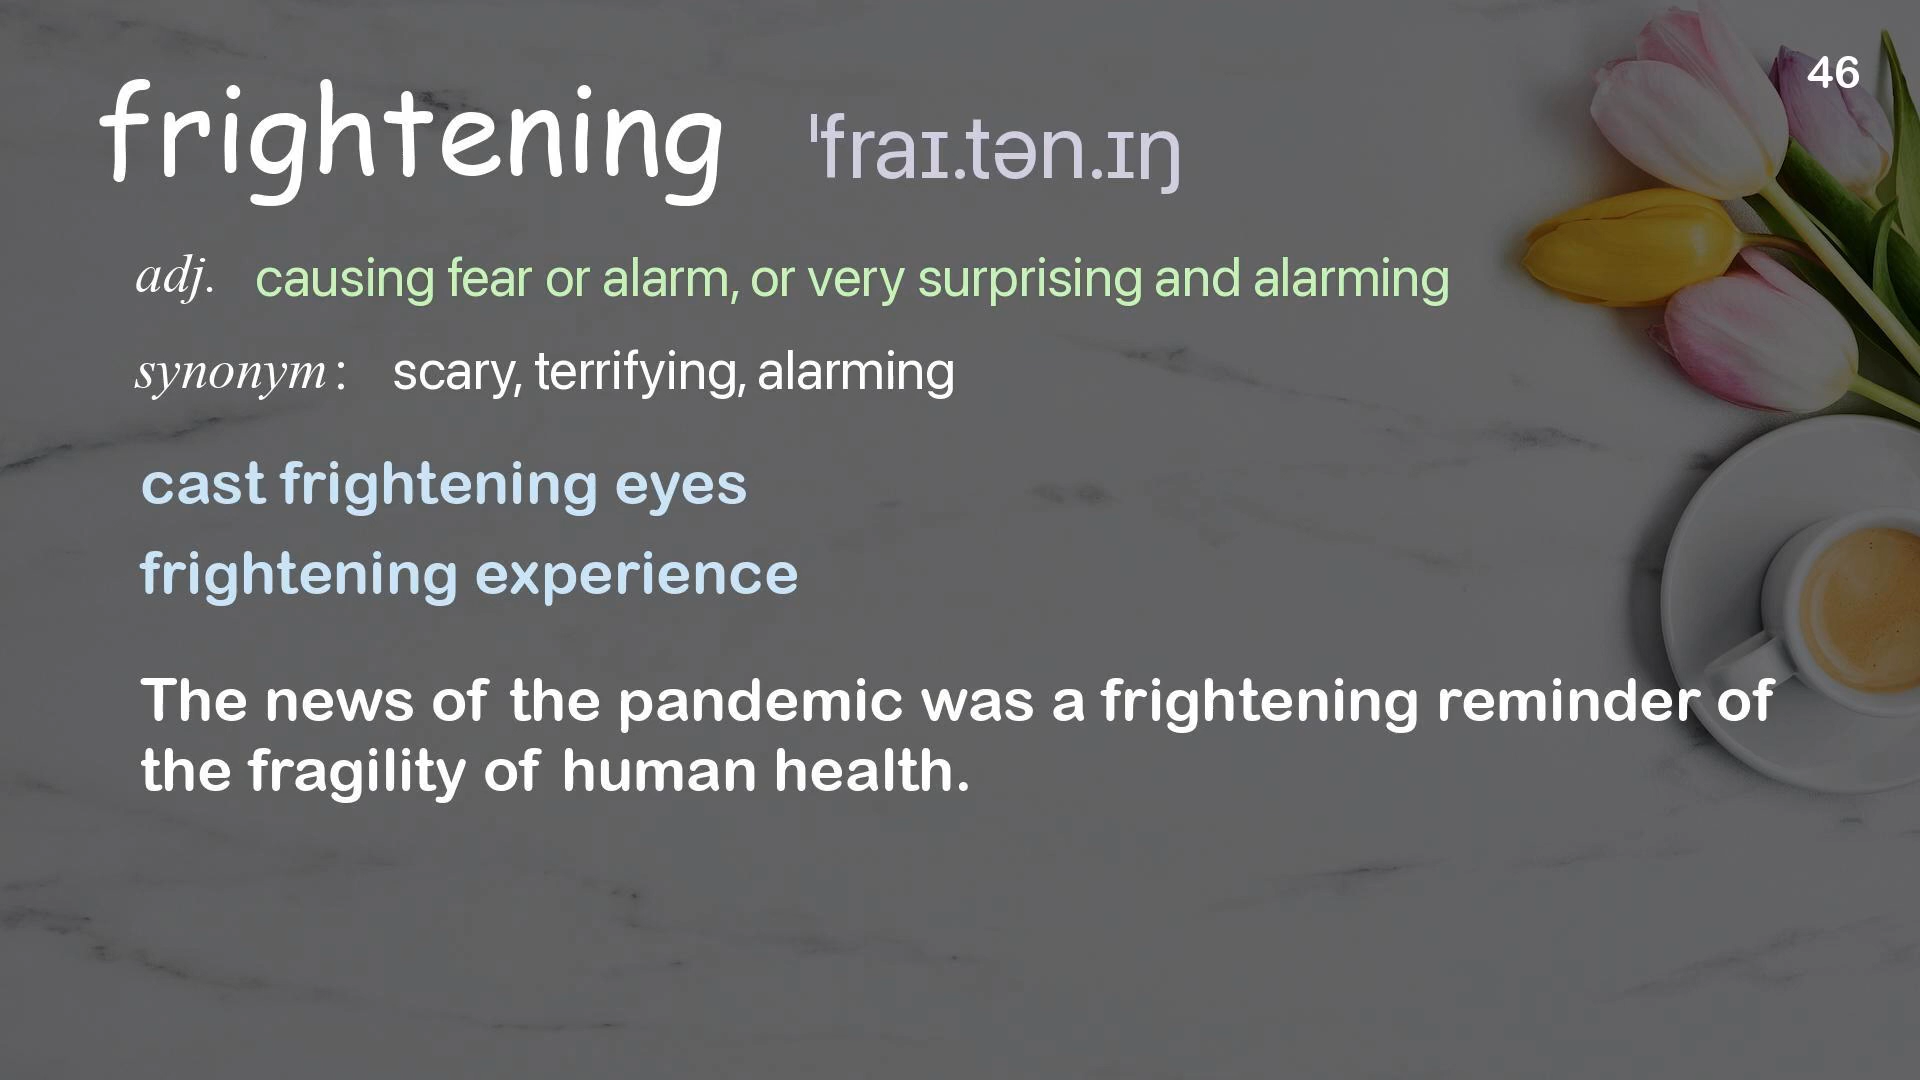 46
frightening ˈfraɪ.tən.ɪŋ
adj. causing fear or alarm, or very surprising and alarming
synonym: scary, terrifying, alarming
cast frightening eyes
frightening experience
The news of the pandemic was a frightening reminder of
the fragility of human health.